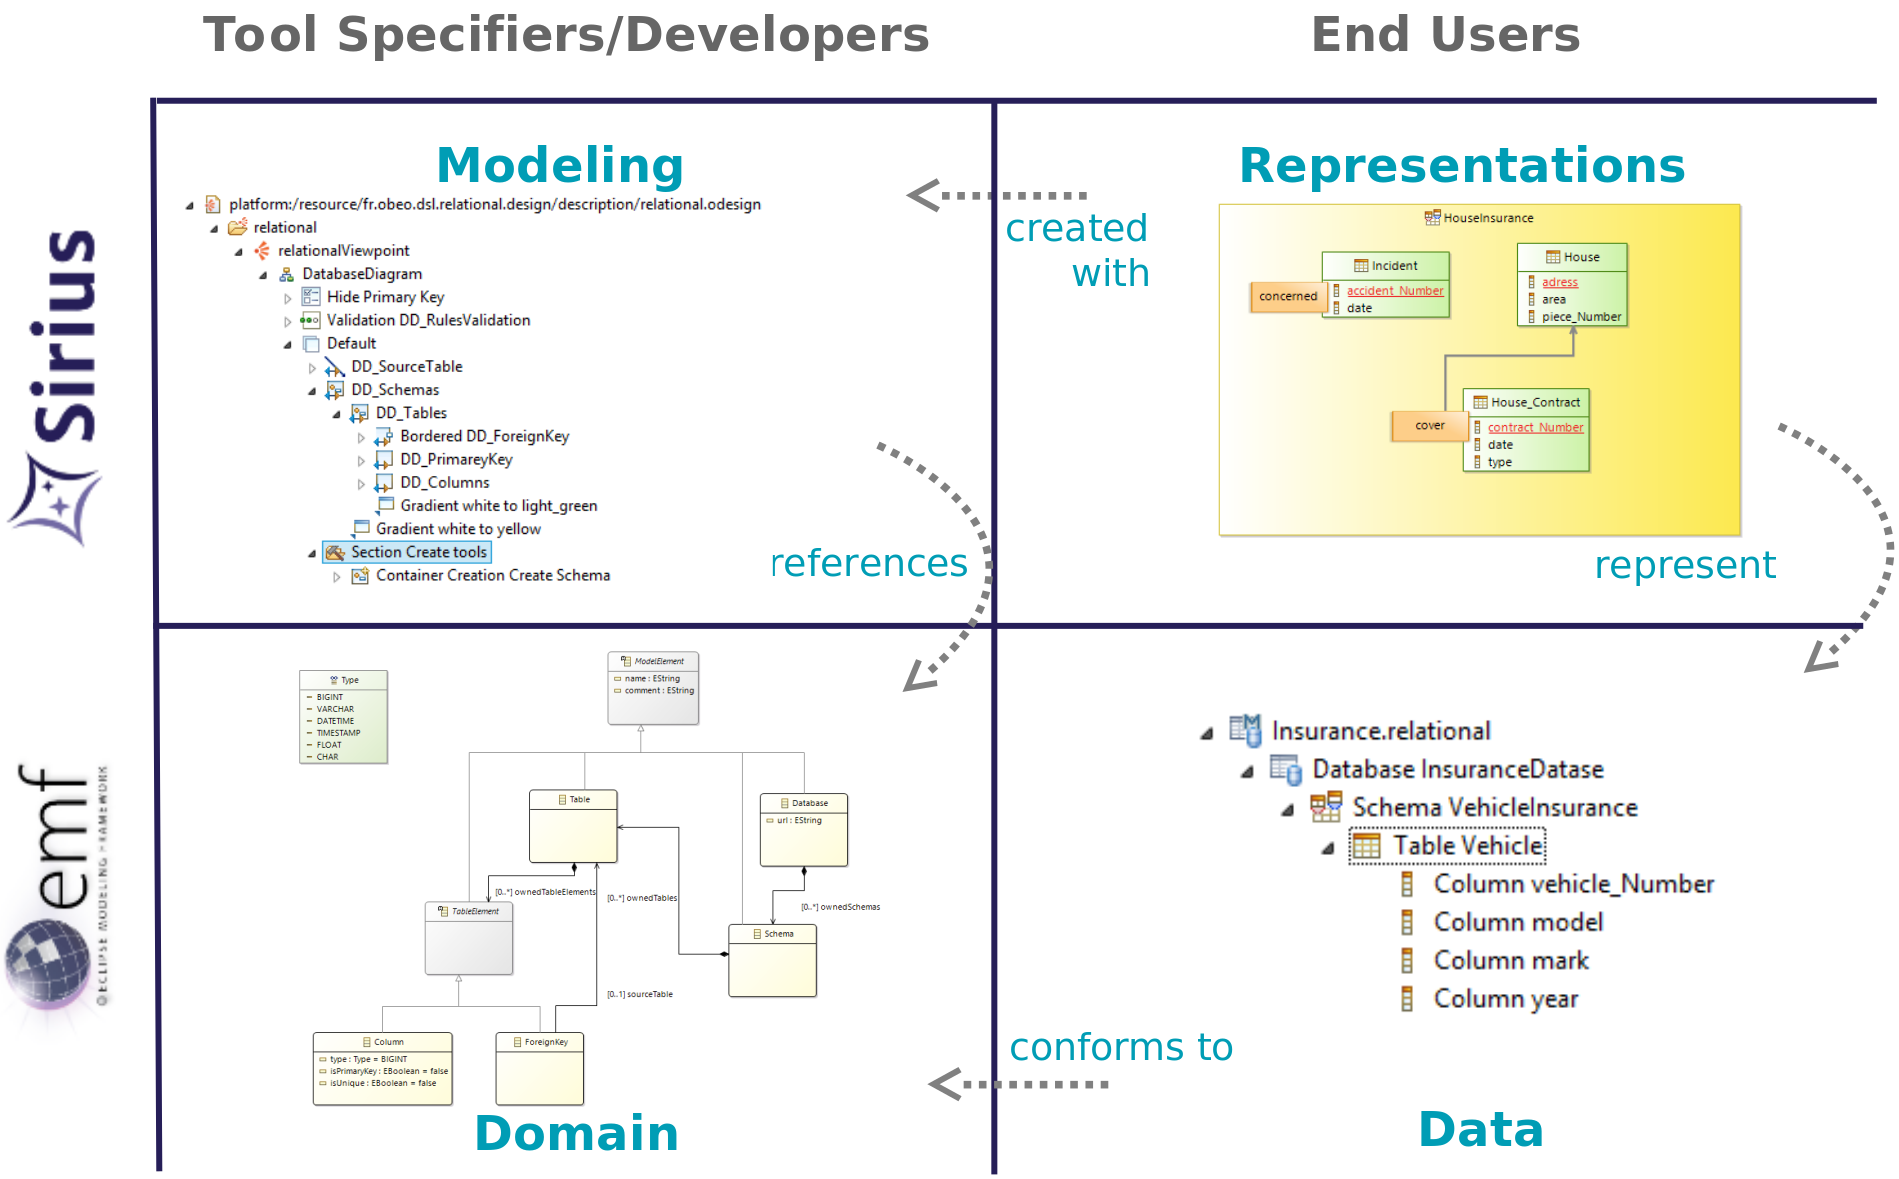 Tool Specifiers/Developers
End Users
Sirius
Modeling
platform:/resource/fr.obeo.dsl.relational.design/description/relational.odesign
relational
relationalViewpoint
DatabaseDiagram
Hide Primary Key
Validation DD_RulesValidation
Default
DD_SourceTable
DD_Schemas
DD_Tables
Bordered DD_ForeignKey
DD_PrimareyKey
DD_Columns
Gradient white to light_green
Gradient white to yellow
Section Create tools
Container Creation Create Schema
created
with
references
Representations
HouseInsurance
Incident
concerned
accident_Number
date
House
adress
area
piece_Number
House_Contract
cover
contract_Number
date
type
represent
emf
©ECLIPSE MODELING FRAMEWORK
Type
BIGINT
VARCHAR
DATETIME
TIMESTAMP
FLOAT
CHAR
ModelElement
name : EString
comment : EString
Table
Database
url : EString
[0..*] ownedTableElements
[0..*] ownedTables
[0..*] ownedSchemas
TableElement
Schema
[0..1] sourceTable
Column
type : Type = BIGINT
isPrimaryKey : EBoolean = false
isUnique : EBoolean = false
ForeignKey
Domain
conforms to
Insurance.relational
Database InsuranceDatase
Schema VehicleInsurance
Table Vehicle
Column vehicle_Number
Column model
Column mark
Column year
Data